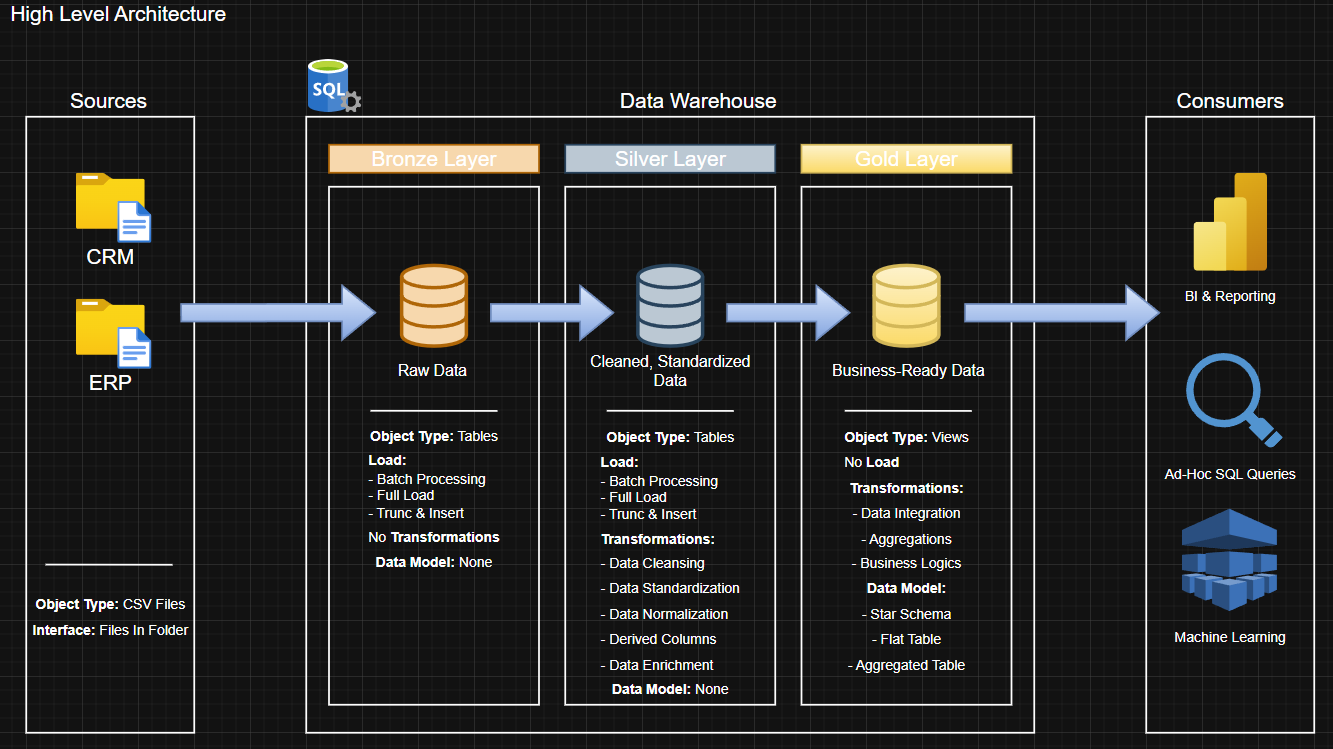 High Level Architecture
Sources
SQL
Data Warehouse
Consumers
Bronze Layer
Silver Layer
Gold Layer
CRM
ERP
Object Type: CSV Files
Interface: Files In Folder
Raw Data
Object Type: Tables
Load:
- Batch Processing
- Full Load
- Trunc & Insert
No Transformations
Data Model: None
Cleaned, Standardized
Data
Object Type: Tables
Load:
- Batch Processing
- Full Load
- Trunc & Insert
Transformations:
- Data Cleansing
- Data Standardization
- Data Normalization
- Derived Columns
- Data Enrichment
Data Model: None
Business-Ready Data
Object Type: Views
No Load
Transformations:
- Data Integration
- Aggregations
- Business Logics
Data Model:
- Star Schema
- Flat Table
- Aggregated Table
BI & Reporting
Ad-Hoc SQL Queries
Machine Learning